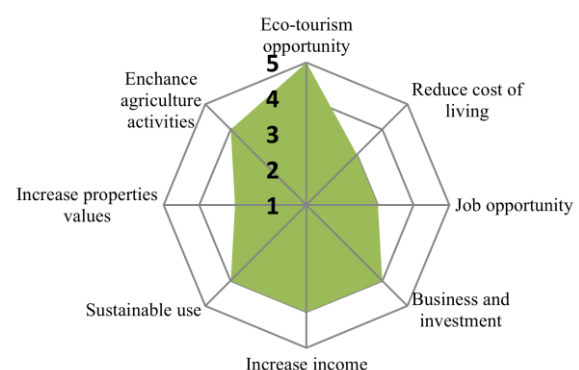 Eco-tourism
opportunity
5
4
3
2
1
Reduce cost of
living
Job opportunity
Business and
investment
Increase income
Sustainable use
Increase properties
values
Enchance
agriculture
activities